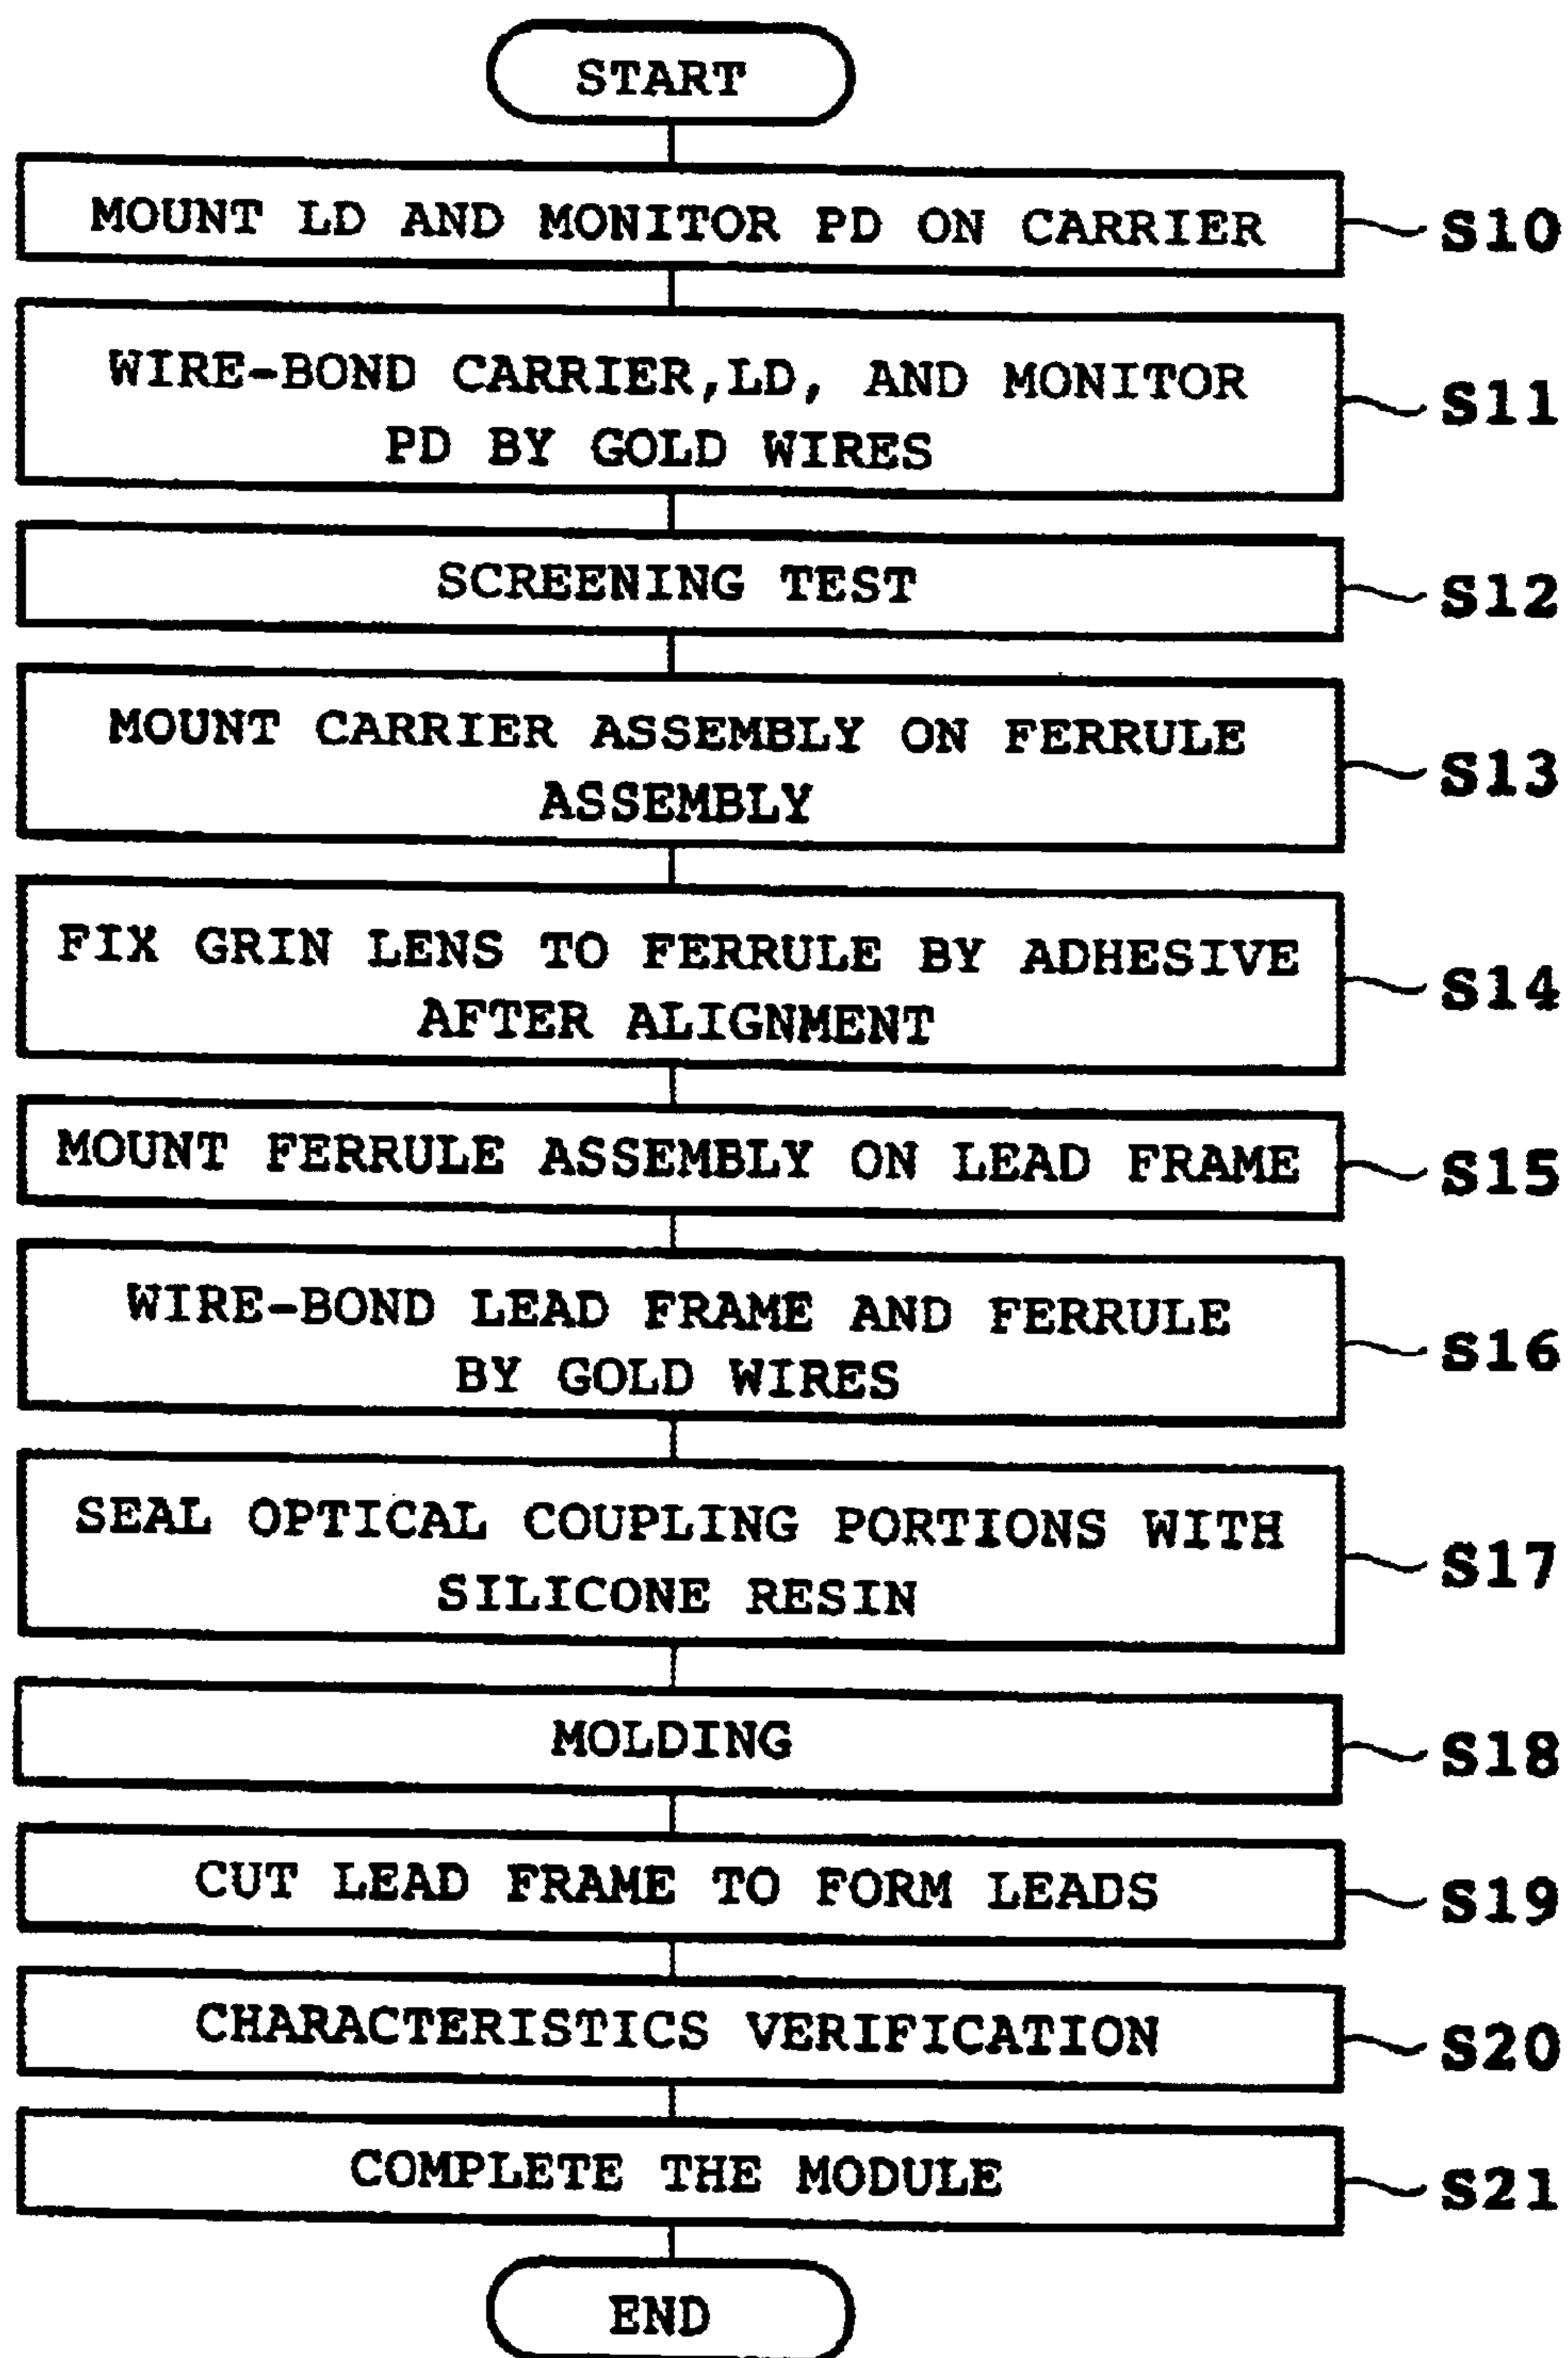 START
MOUNT LD AND MONITOR PD ON CARRIER
S10
WIRE-BOND CARRIER,LD, AND MONITOR
PD BY GOLD WIRES
S11
SCREENING TEST
S12
MOUNT CARRIER ASSEMBLY ON FERRULE
ASSEMBLY
S13
FIX GRIN LENS TO FERRULE BY ADHESIVE
AFTER ALIGNMENT
S14
MOUNT FERRULE ASSEMBLY ON LEAD FRAME
S15
WIRE-BOND LEAD FRAME AND FERRULE
BY GOLD WIRES
S16
SEAL OPTICAL COUPLING PORTIONS WITH
SILICONE RESIN
S17
MOLDING
S18
CUT LEAD FRAME TO FORM LEADS
S19
CHARACTERISTICS VERIFICATION
S20
COMPLETE THE MODULE
S21
END